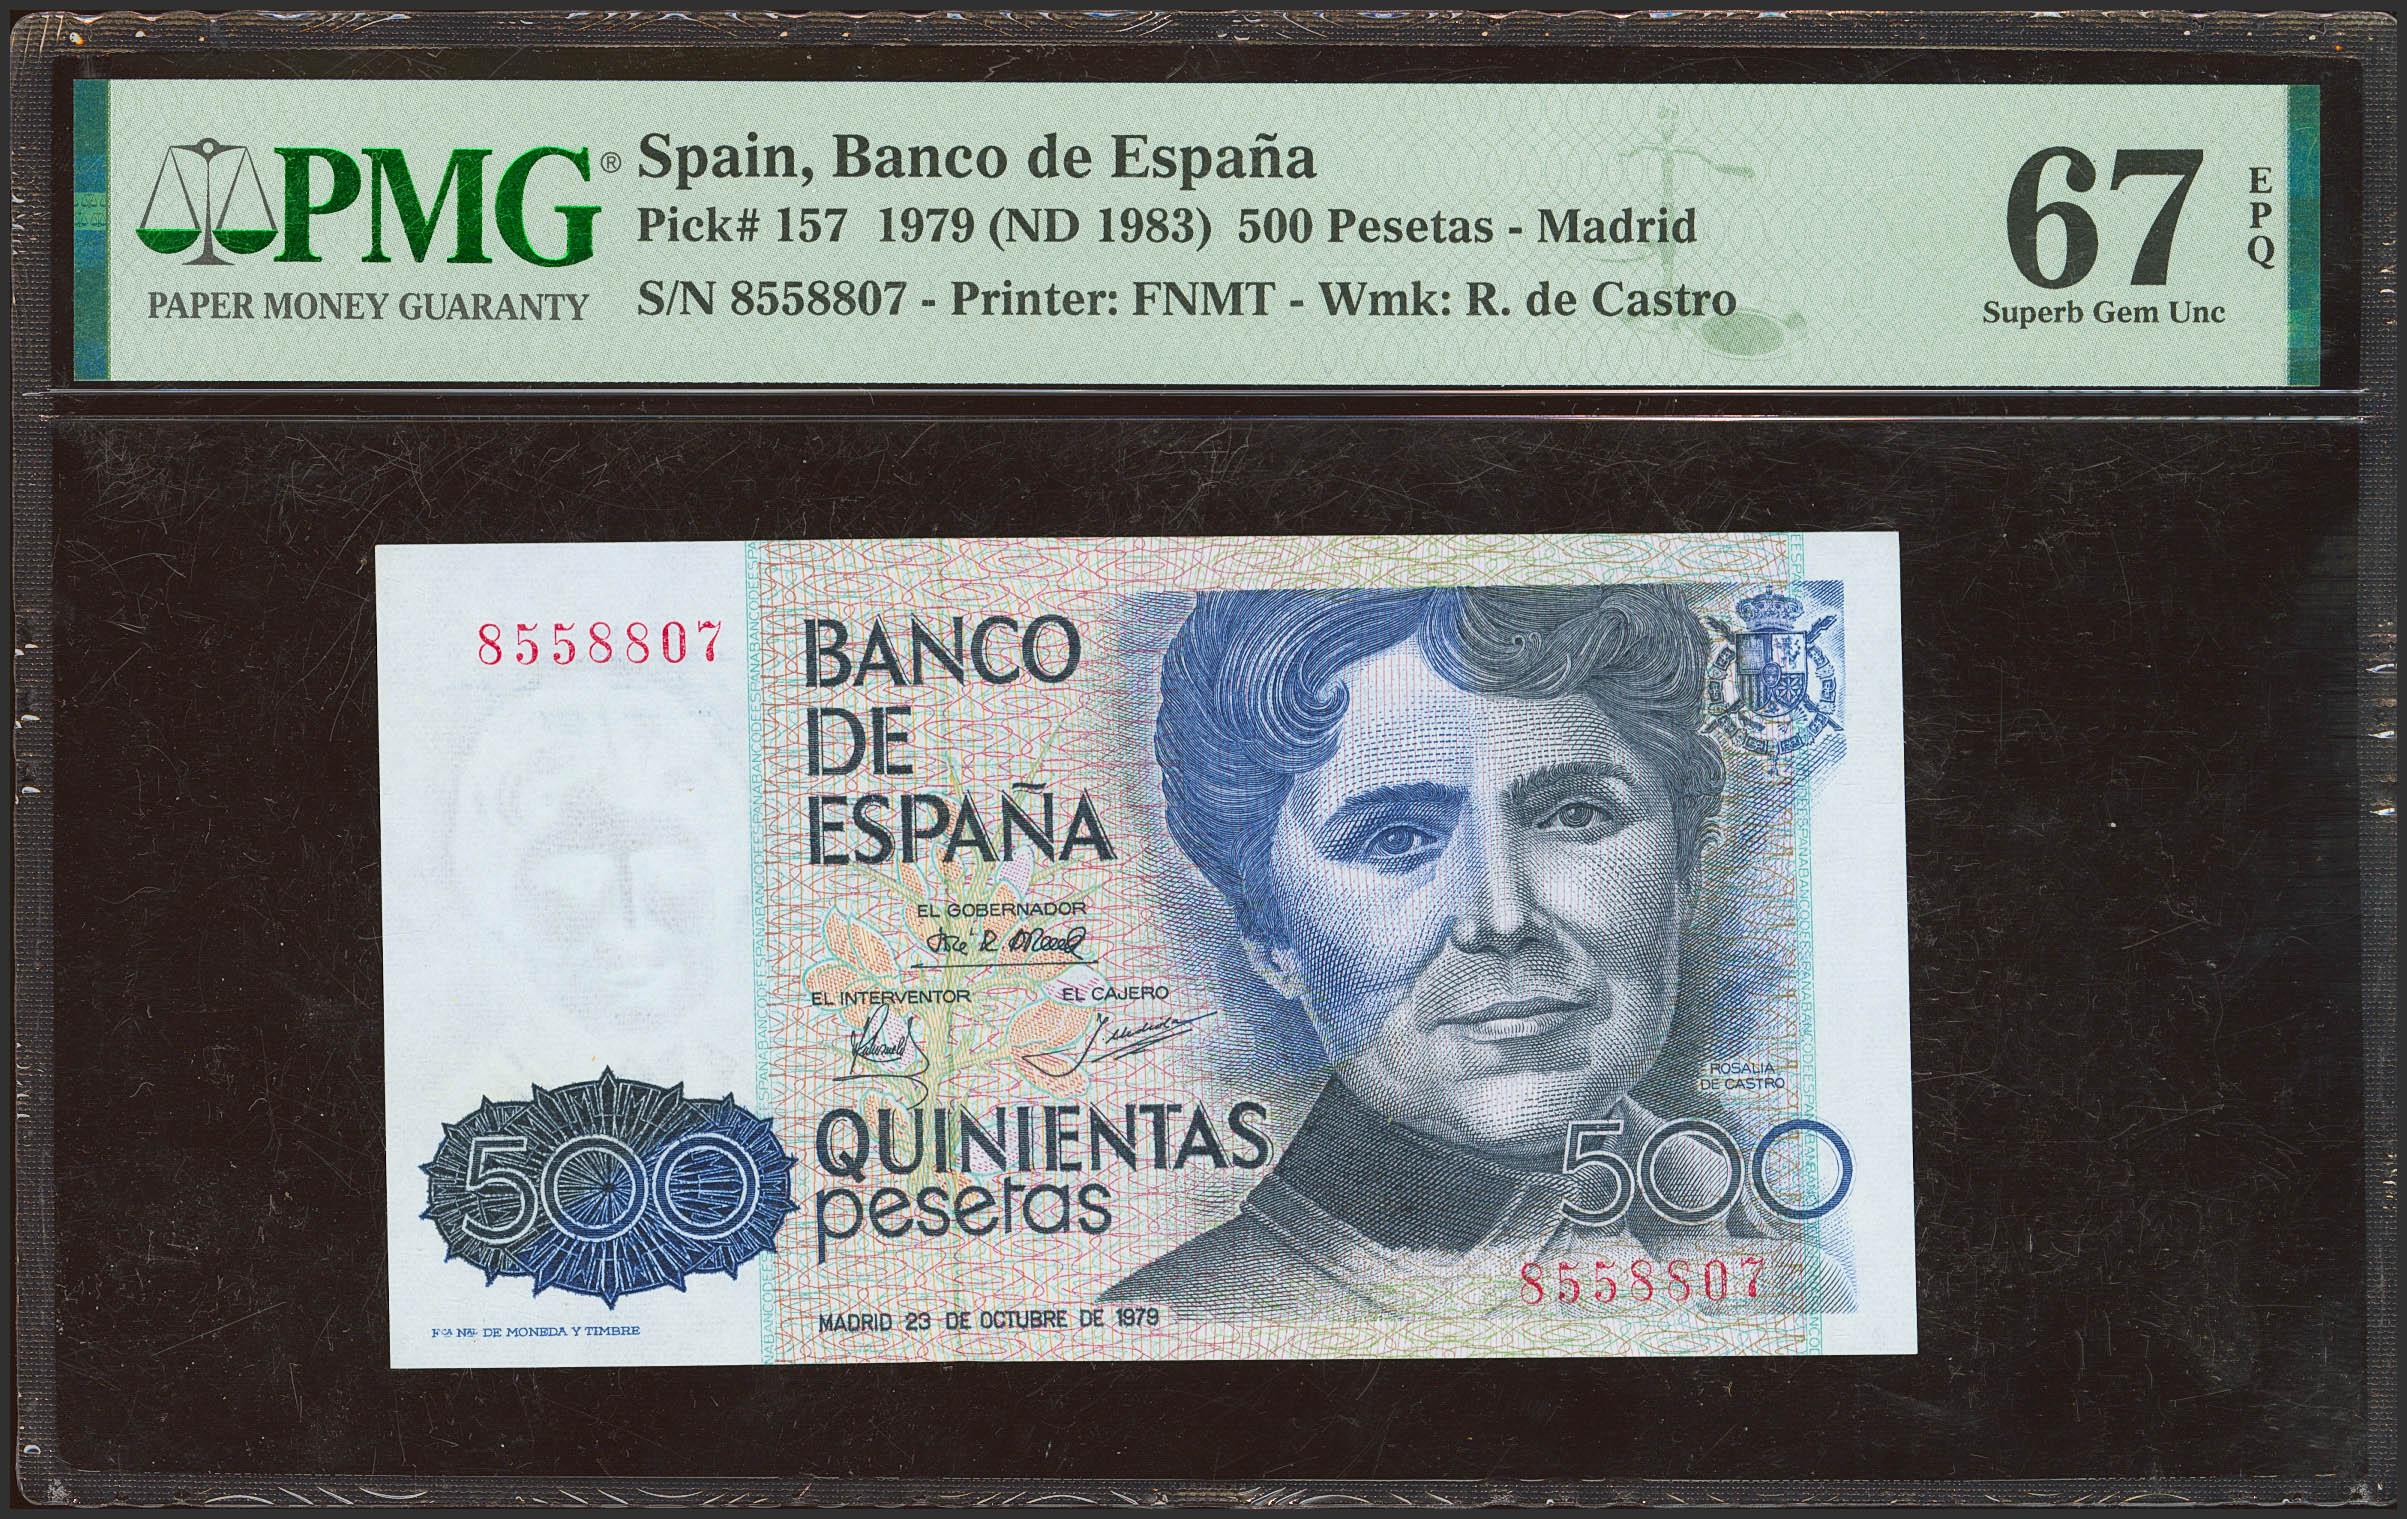 PMG®
PAPER MONEY GUARANTY
Spain, Banco de España
Pick# 157 1979 (ND 1983) 500 Pesetas - Madrid
S/N 8558807 - Printer: FNMT - Wmk: R. de Castro
67
EPQ
Superb Gem Unc
8558807
BANCO
DE
ESPAÑA
EL GOBERNADOR
EL INTERVENTOR
EL CAJERO
ROSALIA
DE CASTRO
QUINIENTAS
pesetas
500
500
8558807
MADRID 23 DE OCTUBRE DE 1979
FCA NAL DE MONEDA Y TIMBRE